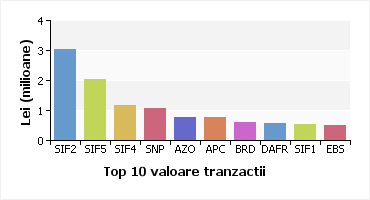 Lei (milioane)
4
3
2
1
0
SIF2 SIF5 SIF4 SNP AZO APC BRD DAFR SIF1 EBS
Top 10 valoare tranzactii